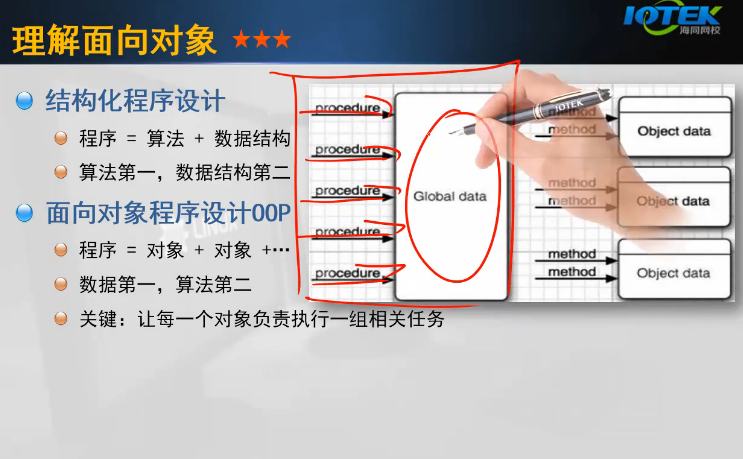 理解面向对象 ★★★
IOTEK
海同网校
结构化程序设计
程序 = 算法 + 数据结构
算法第一，数据结构第二
面向对象程序设计OOP
程序 = 对象 + 对象 +…
数据第一，算法第二
关键：让每一个对象负责执行一组相关任务
procedure
procedure
procedure
procedure
procedure
Global data
IOTEK
method
method
Object data
method
method
Object data
method
method
Object data
LINUX